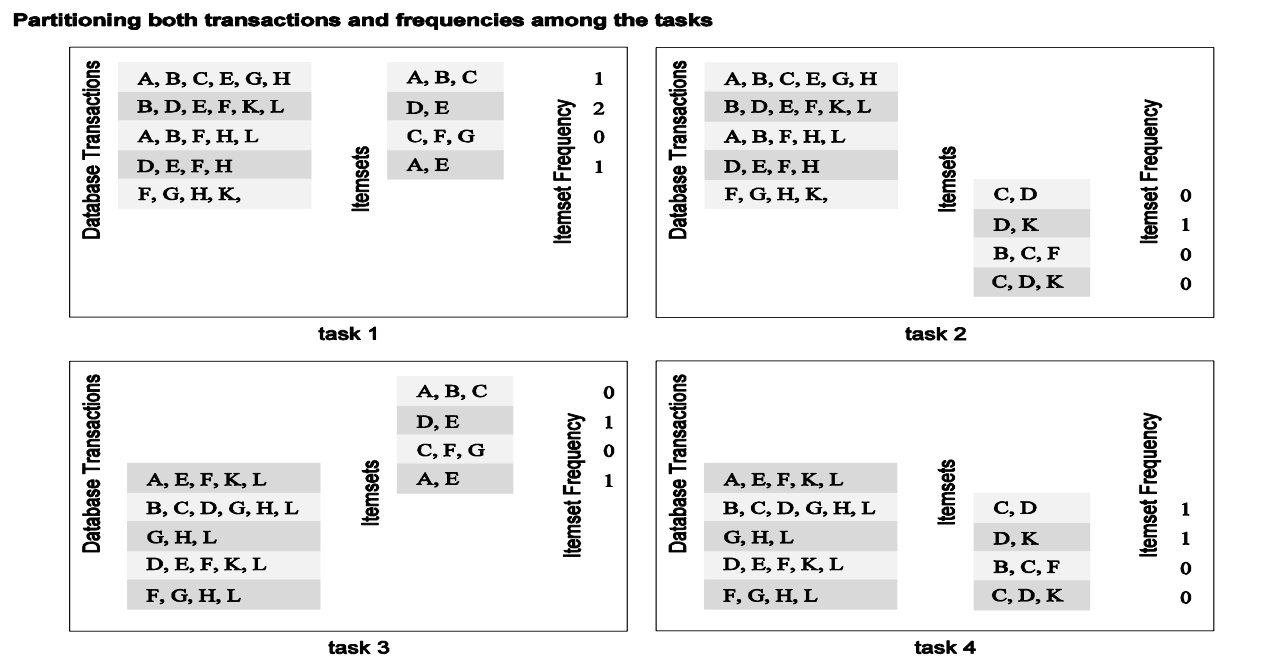 Partitioning both transactions and frequencies among the tasks
Database Transactions
A, B, C, E, G, H
B, D, E, F, K, L
A, B, F, H, L
D, E, F, H
F, G, H, K,
Itemsets
A, B, C
D, E
C, F, G
A, E
Itemset Frequency
1
2
0
1
task 1
Database Transactions
A, B, C, E, G, H
B, D, E, F, K, L
A, B, F, H, L
D, E, F, H
F, G, H, K,
Itemsets
C, D
D, K
B, C, F
C, D, K
Itemset Frequency
0
1
0
0
task 2
Database Transactions
A, E, F, K, L
B, C, D, G, H, L
G, H, L
D, E, F, K, L
F, G, H, L
Itemsets
A, B, C
D, E
C, F, G
A, E
Itemset Frequency
0
1
0
1
task 3
Database Transactions
A, E, F, K, L
B, C, D, G, H, L
G, H, L
D, E, F, K, L
F, G, H, L
Itemsets
C, D
D, K
B, C, F
C, D, K
Itemset Frequency
1
1
0
0
task 4